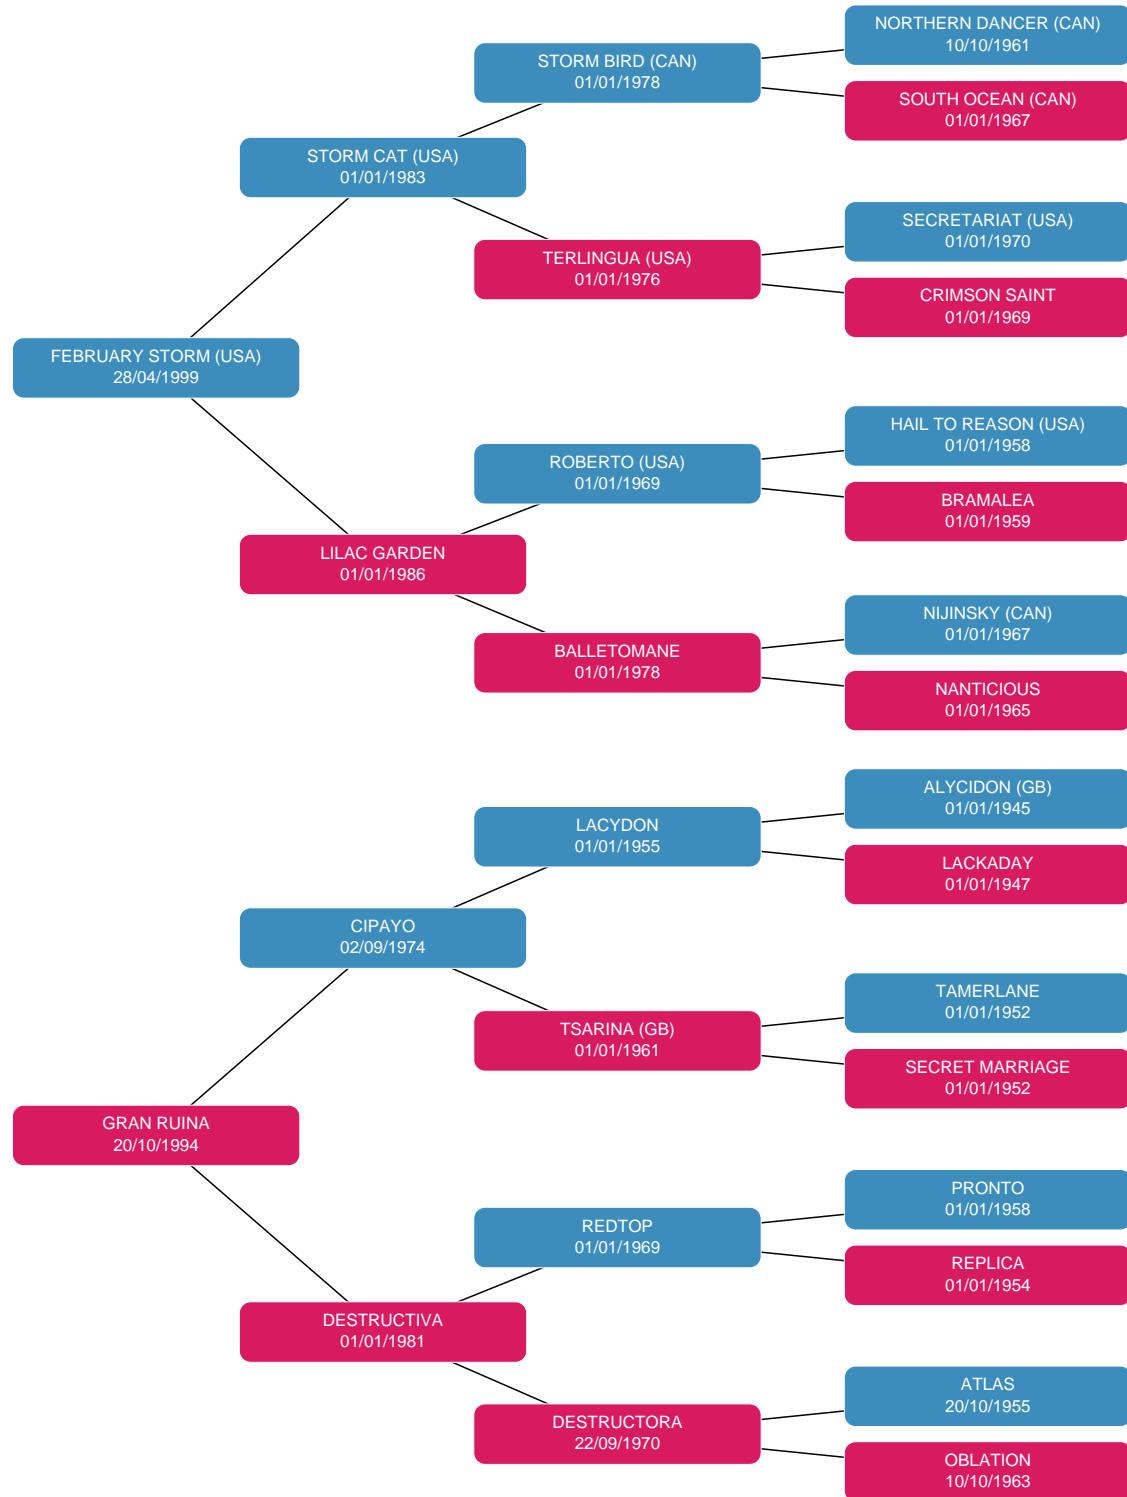 NORTHERN DANCER (CAN)
10/10/1961
STORM BIRD (CAN)
01/01/1978
SOUTH OCEAN (CAN)
01/01/1967
STORM CAT (USA)
01/01/1983
SECRETARIAT (USA)
01/01/1970
TERLINGUA (USA)
01/01/1976
CRIMSON SAINT
01/01/1969
FEBRUARY STORM (USA)
28/04/1999
HAIL TO REASON (USA)
01/01/1958
ROBERTO (USA)
01/01/1969
BRAMALEA
01/01/1959
LILAC GARDEN
01/01/1986
NIJINSKY (CAN)
01/01/1967
BALLETOMANE
01/01/1978
NANTICIOUS
01/01/1965
ALYCIDON (GB)
01/01/1945
LACYDON
01/01/1955
LACKADAY
01/01/1947
CIPAYO
02/09/1974
TAMERLANE
01/01/1952
TSARINA (GB)
01/01/1961
SECRET MARRIAGE
01/01/1952
GRAN RUINA
20/10/1994
PRONTO
01/01/1958
REDTOP
01/01/1969
REPLICA
01/01/1954
DESTRUCTIVA
01/01/1981
ATLAS
20/10/1955
DESTRUCTORA
22/09/1970
OBLATION
10/10/1963